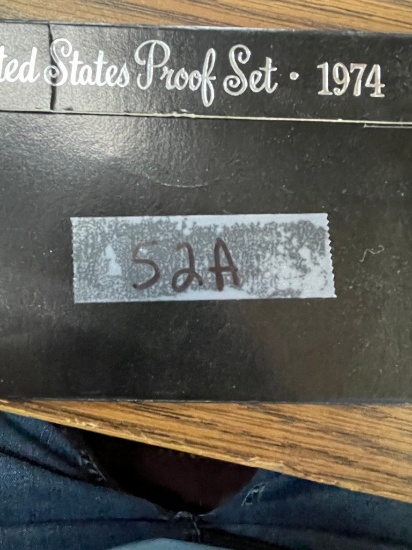 ted States Proof Set · 1974
52A